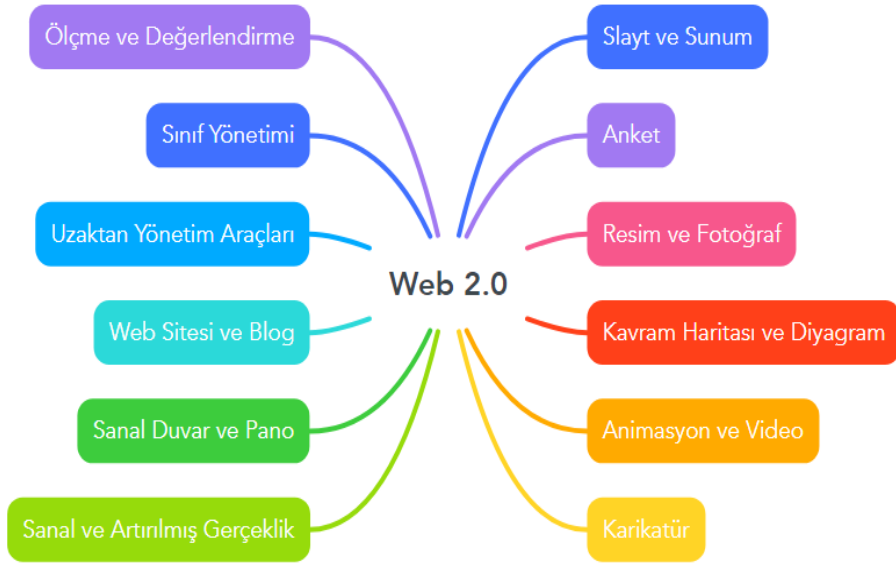 Ölçme ve Değerlendirme
Slayt ve Sunum
Sınıf Yönetimi
Anket
Uzaktan Yönetim Araçları
Resim ve Fotoğraf
Web 2.0
Web Sitesi ve Blog
Kavram Haritası ve Diyagram
Sanal Duvar ve Pano
Animasyon ve Video
Sanal ve Artırılmış Gerçeklik
Karikatür